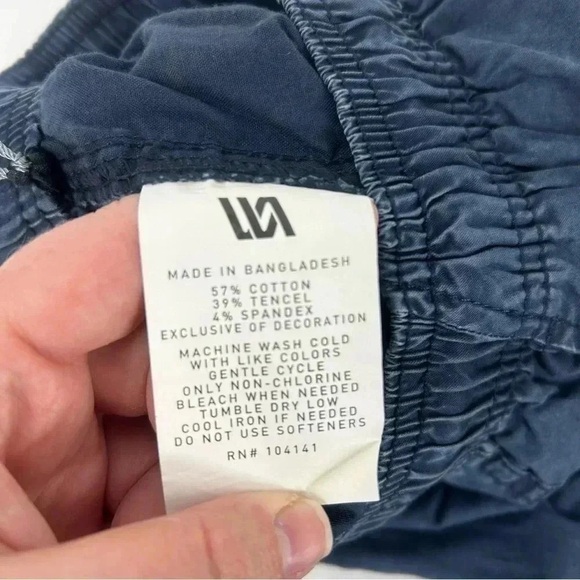 MADE IN BANGLADESH
57% COTTON
39% TENCEL
4% SPANDEX
EXCLUSIVE OF DECORATION
MACHINE WASH COLD
WITH LIKE COLORS
GENTLE CYCLE
ONLY NON-CHLORINE
BLEACH WHEN NEEDED
TUMBLE DRY LOW
COOL IRON IF NEEDED
DO NOT USE SOFTENERS
RN# 104141